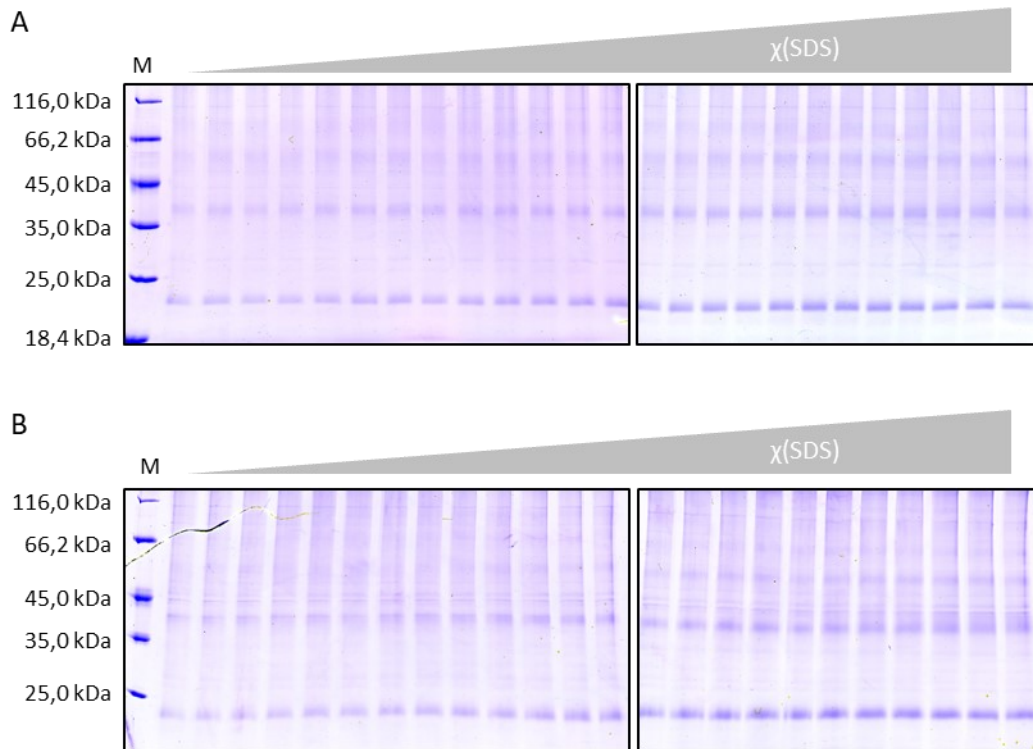 A
χ(SDS)
M
116,0 kDa
66,2 kDa
45,0 kDa
35,0 kDa
25,0 kDa
18,4 kDa
B
χ(SDS)
M
116,0 kDa
66,2 kDa
45,0 kDa
35,0 kDa
25,0 kDa